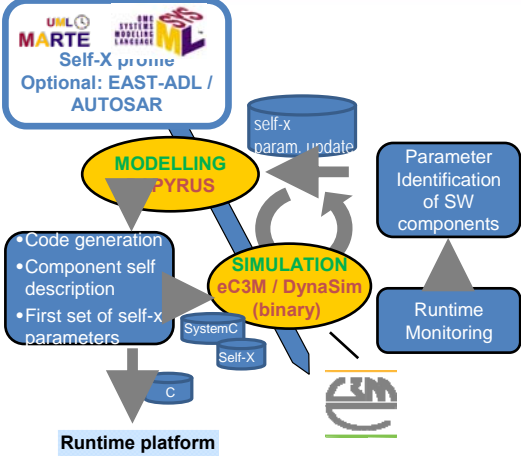 UML
MARTE
OMG
SYSTEMS
MODELING
LANGUAGE
SysML
Self-X profile
Optional: EAST-ADL /
AUTOSAR
self-x
param. update
MODELLING
PYRUS
Parameter
Identification
of SW
components
•Code generation
•Component self
description
•First set of self-x
parameters
SIMULATION
eC3M / DynaSim
(binary)
SystemC
Self-X
Runtime
Monitoring
C
C3M
Runtime platform